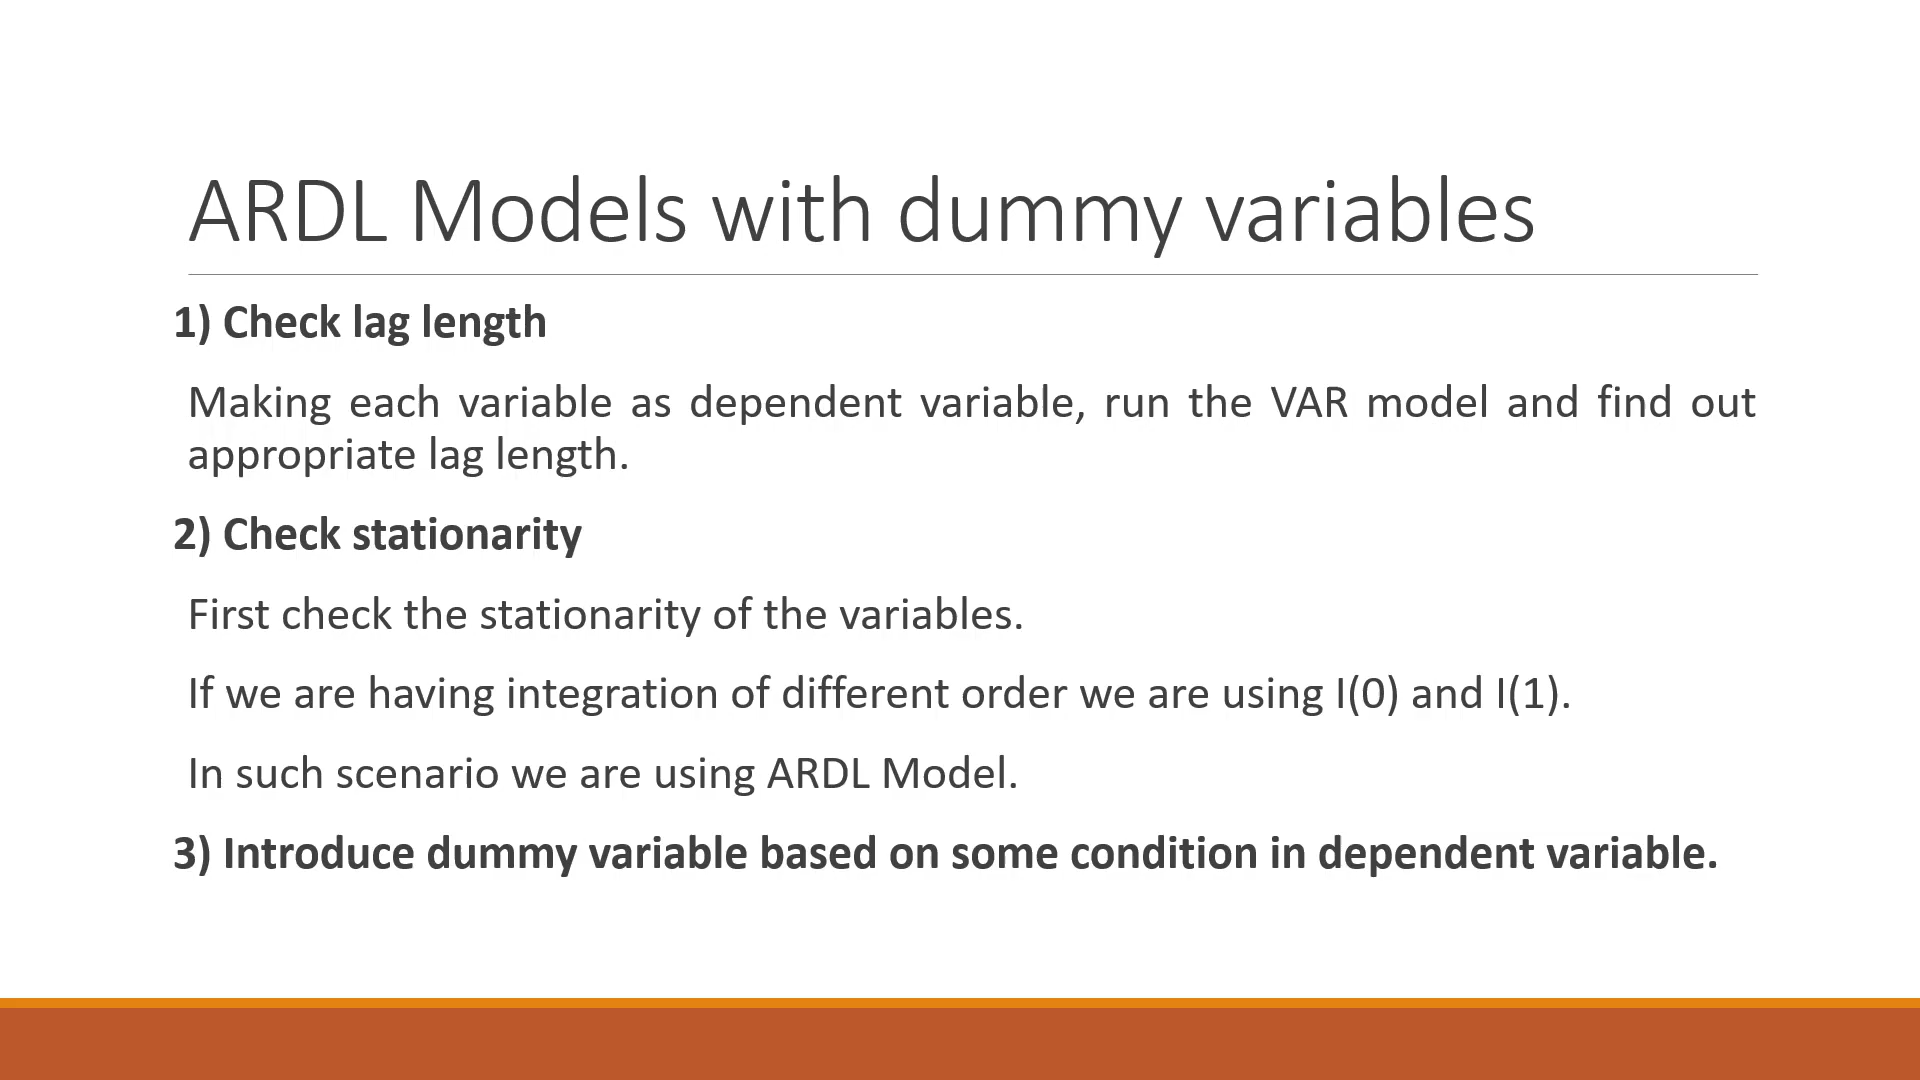 ARDL Models with dummy variables
1) Check lag length
Making each variable as dependent variable, run the VAR model and find out
appropriate lag length.
2) Check stationarity
First check the stationarity of the variables.
If we are having integration of different order we are using I(0) and I(1).
In such scenario we are using ARDL Model.
3) Introduce dummy variable based on some condition in dependent variable.